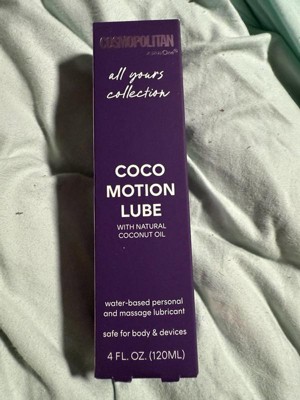 COSMOPOLITAN
all yours
collection
COCO
MOTION
LUBE
WITH NATURAL
COCONUT OIL
water-based personal
and massage lubricant
safe for body & devices
4 FL. OZ. (120ML)